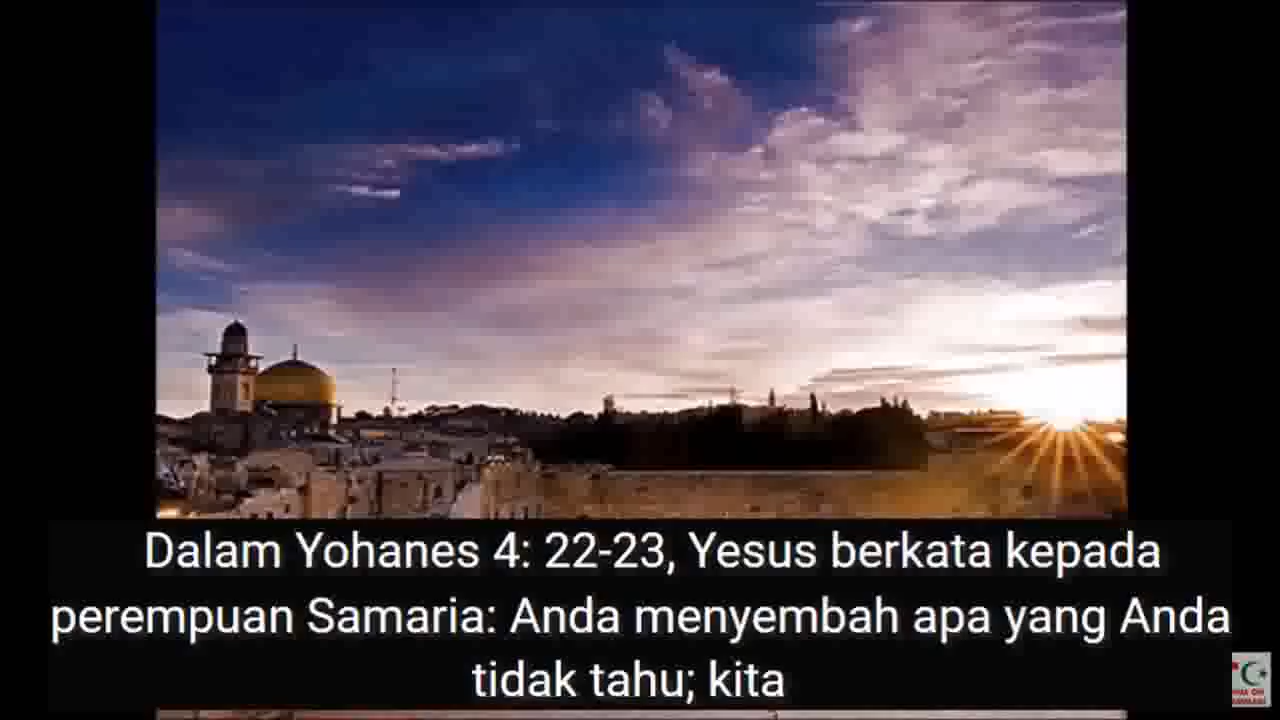 Dalam Yohanes 4: 22-23, Yesus berkata kepada
perempuan Samaria: Anda menyembah apa yang Anda
tidak tahu; kita